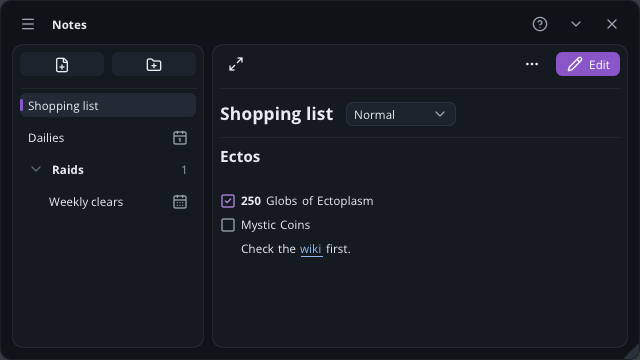 Notes
Edit
Shopping list
Dailies
Raids 1
Weekly clears
Shopping list Normal
Ectos
250 Globs of Ectoplasm
Mystic Coins
Check the wiki first.